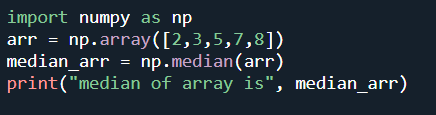 import numpy as np
arr = np.array([2,3,5,7,8])
median_arr = np.median(arr)
print("median of array is", median_arr)